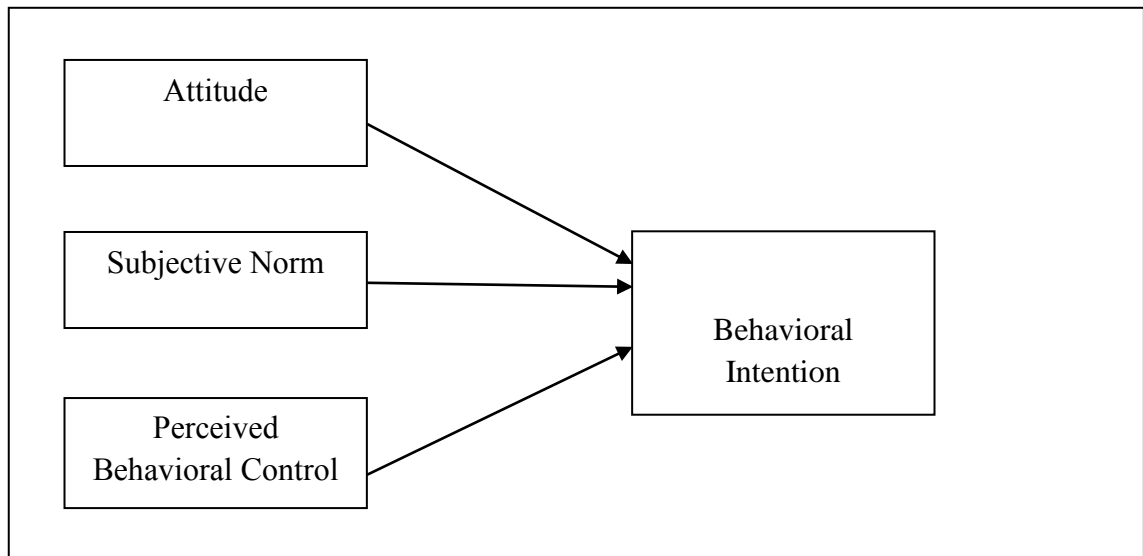 Attitude
Subjective Norm
Perceived
Behavioral Control
Behavioral
Intention